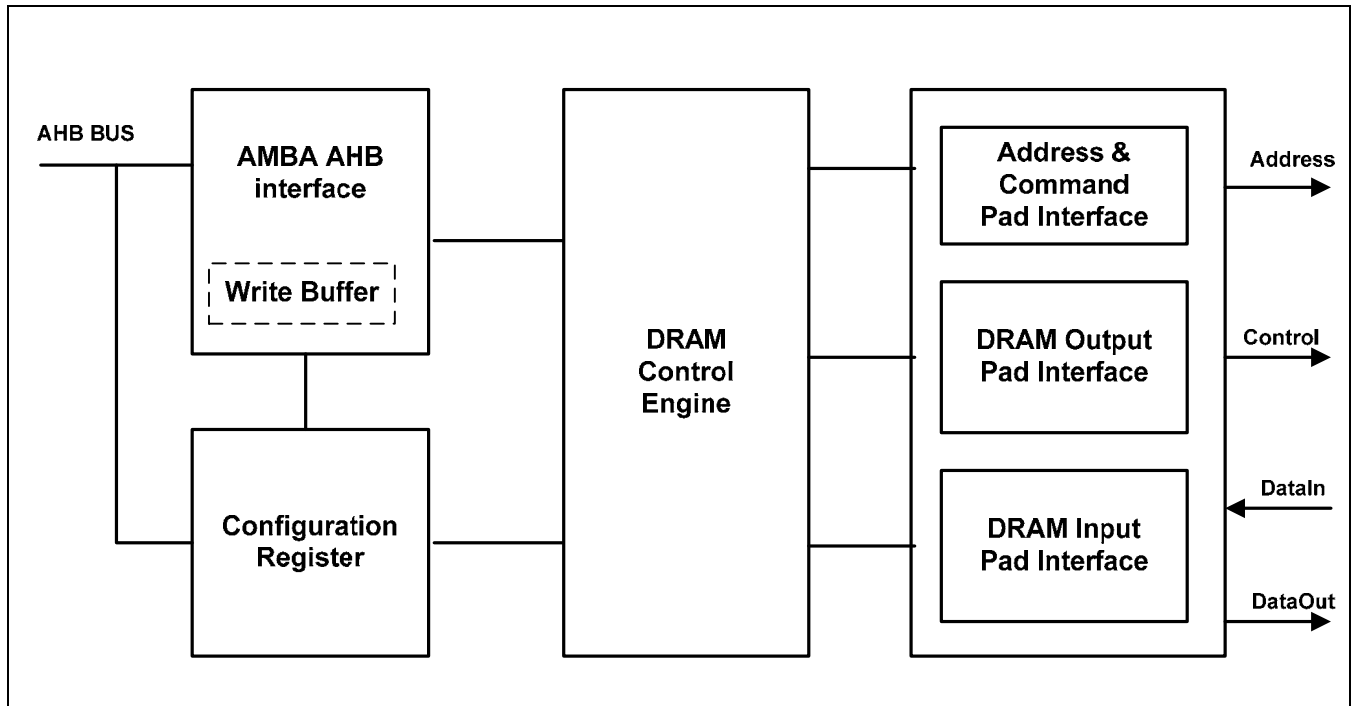 AHB BUS
AMBA AHB
interface
Write Buffer
Configuration
Register
DRAM
Control
Engine
Address &
Command
Pad Interface
DRAM Output
Pad Interface
DRAM Input
Pad Interface
Address
Control
DataIn
DataOut